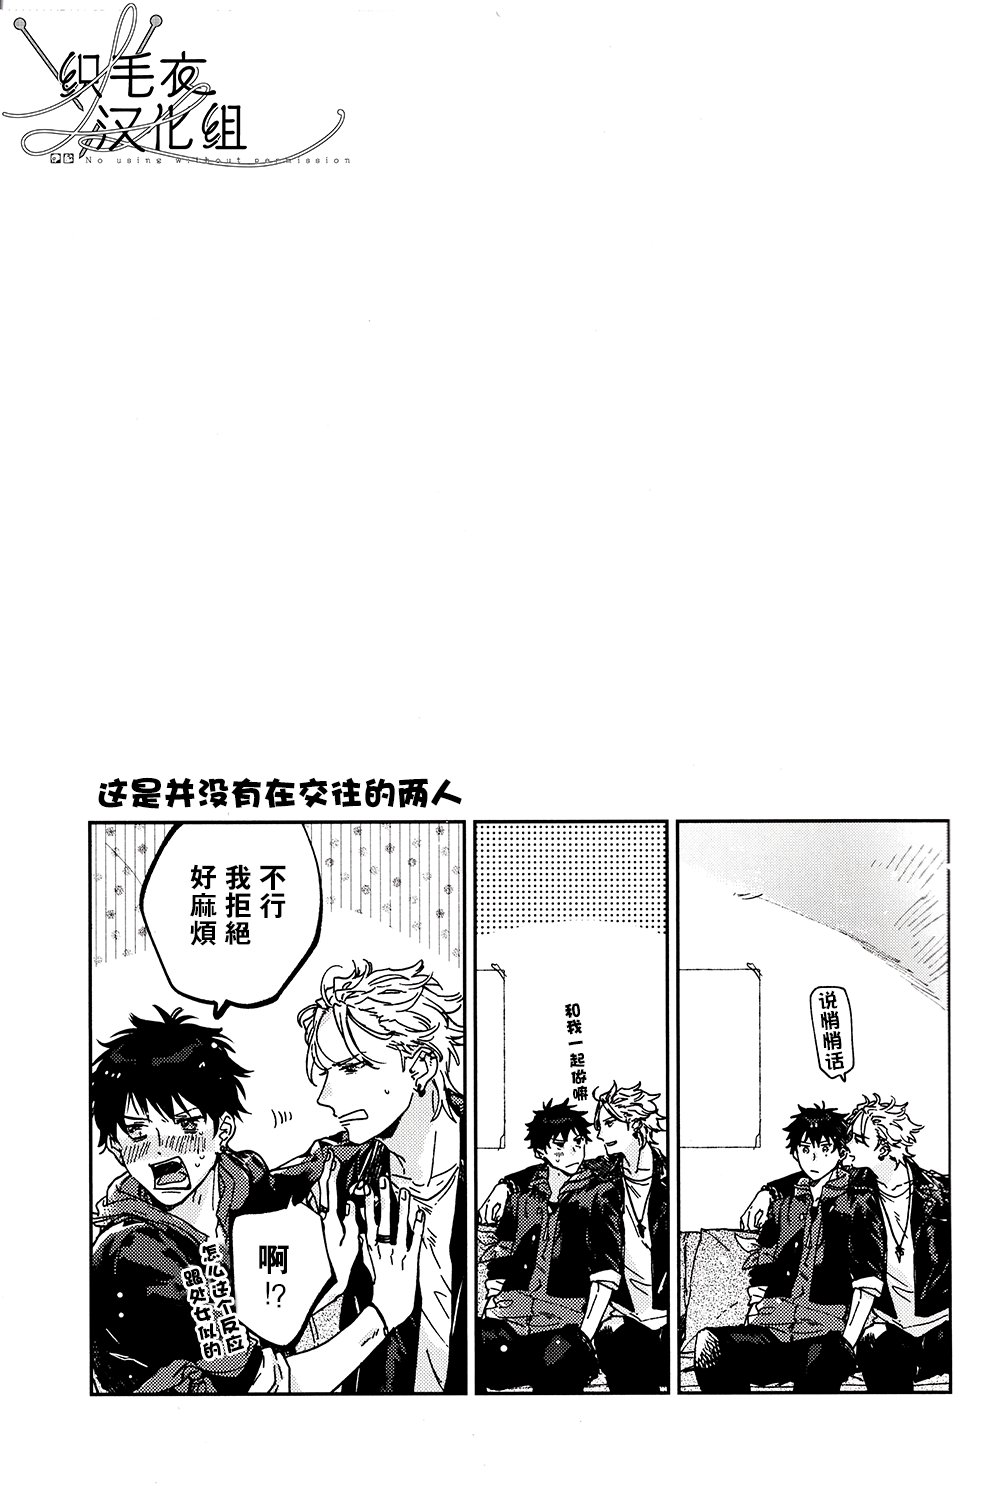 织毛衣
汉化组
No using without permission
这是并没有在交往的两人
说悄悄话
和我一起做嘛
不行
我拒絕
好麻煩
啊
!?
怎么这个反应
跟处女似的